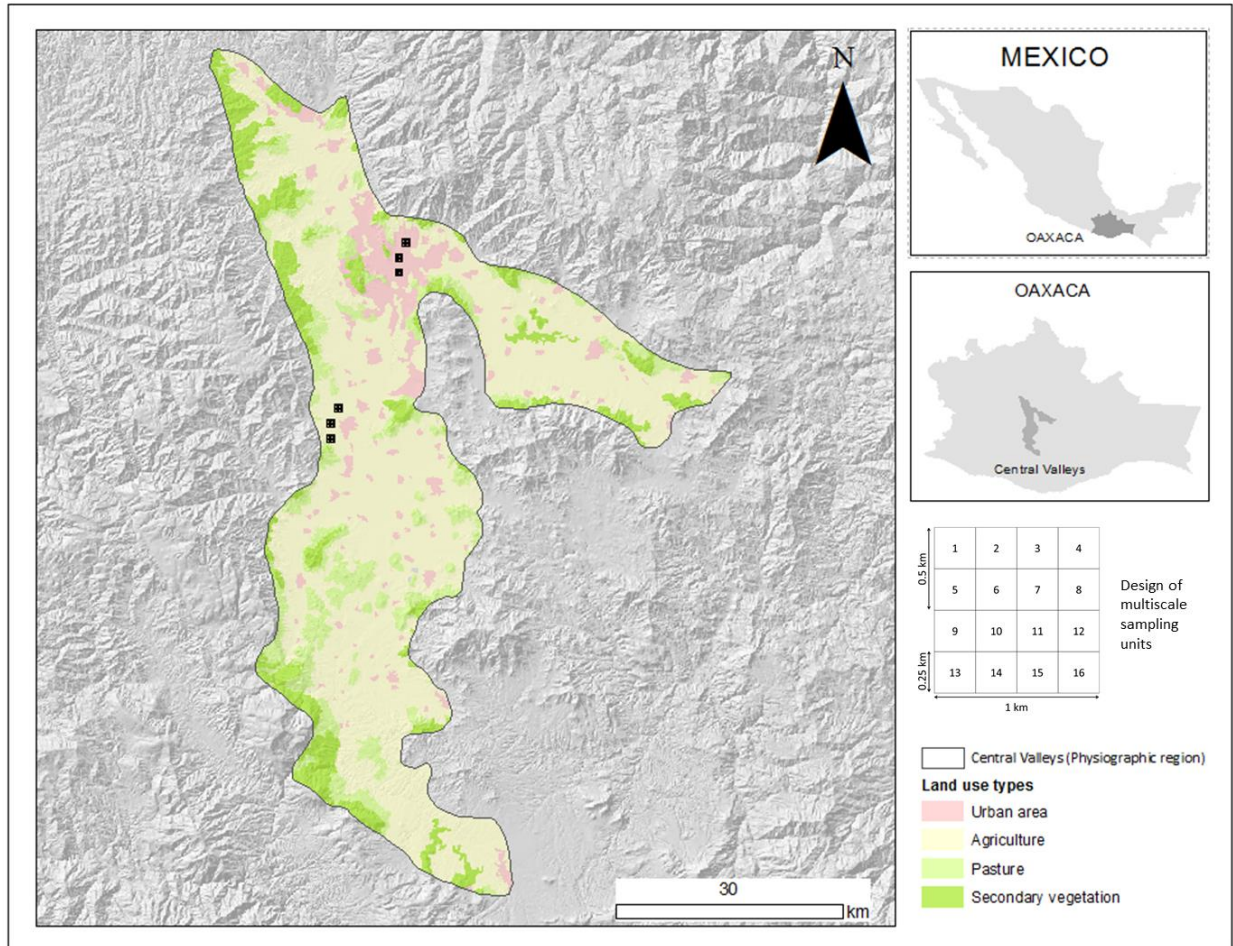 N
30
km
MEXICO
OAXACA
OAXACA
Central Valleys
0.5 km
0.25 km
1 2 3 4
5 6 7 8
9 10 11 12
13 14 15 16
1 km
Design of
multiscale
sampling
units
Central Valleys (Physiographic region)
Land use types
Urban area
Agriculture
Pasture
Secondary vegetation